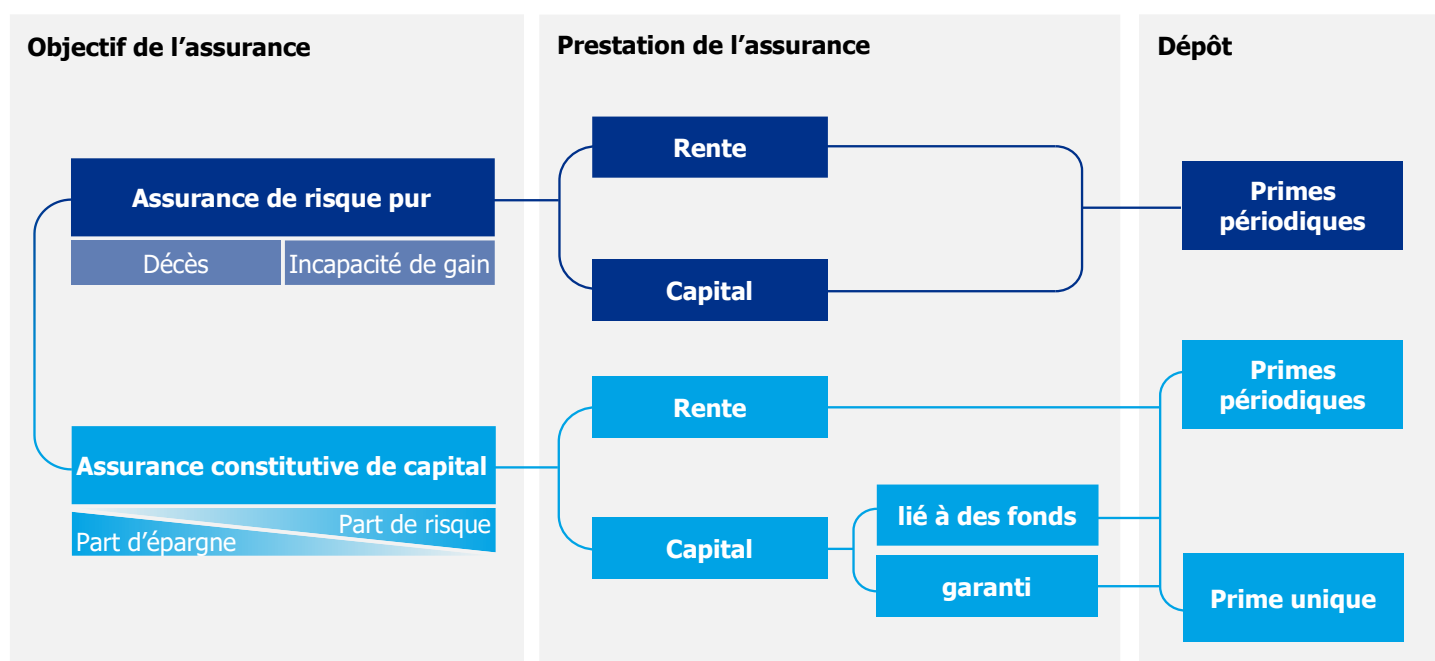 Objectif de l’assurance
Prestation de l’assurance
Dépôt
Assurance de risque pur
Décès
Incapacité de gain
Rente
Capital
Primes
périodiques
Assurance constitutive de capital
Part d'épargne
Part de risque
Rente
Capital
lié à des fonds
garanti
Primes
périodiques
Prime unique